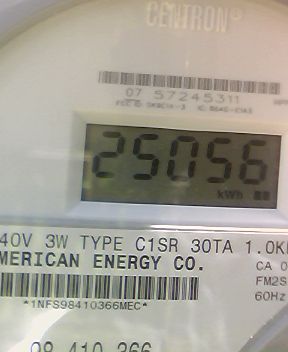 CENTRON®
07 57245311
25056
kWh
40V 3W TYPE C1SR 30TA 1.0K
MERICAN ENERGY CO.
CA 0
FM2S
60Hz
*1NFS98410366MEC*
98 410 366